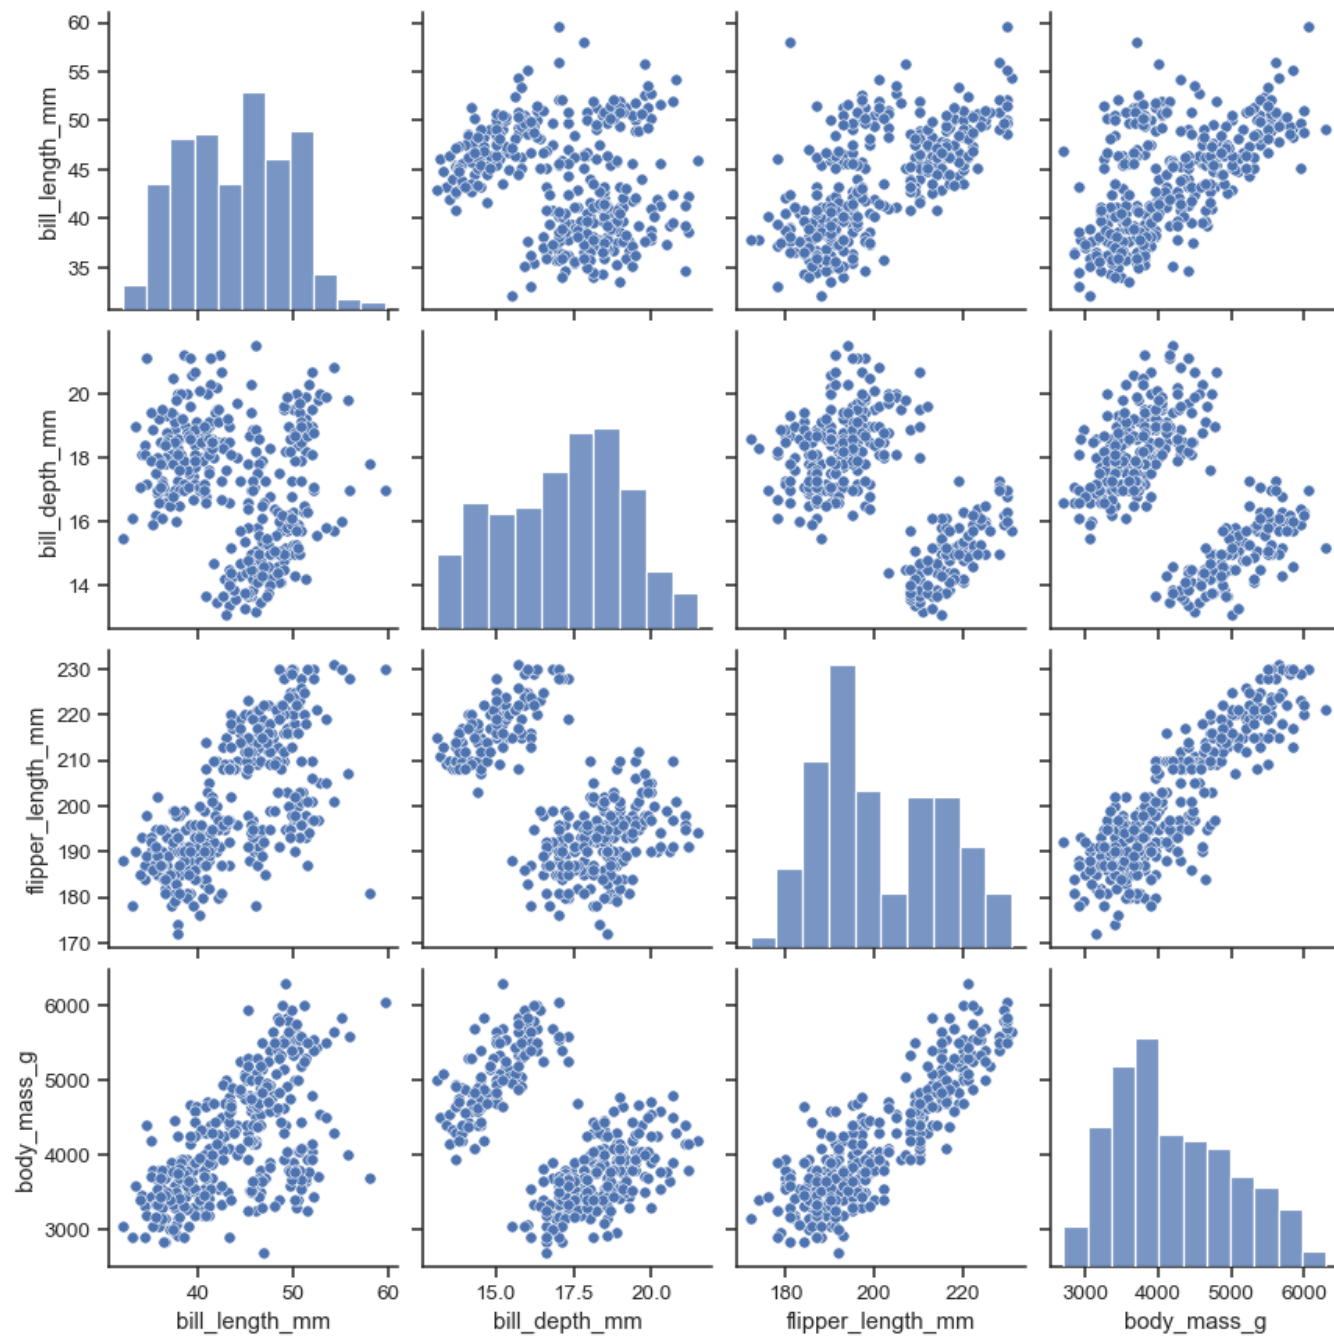 60
55
50
45
40
35
bill_length_mm
20
18
16
14
bill_depth_mm
230
220
210
200
190
180
170
flipper_length_mm
6000
5000
4000
3000
body_mass_g
40 50 60
15.0 17.5 20.0
180 200 220
3000 4000 5000 6000
bill_length_mm bill_depth_mm flipper_length_mm body_mass_g